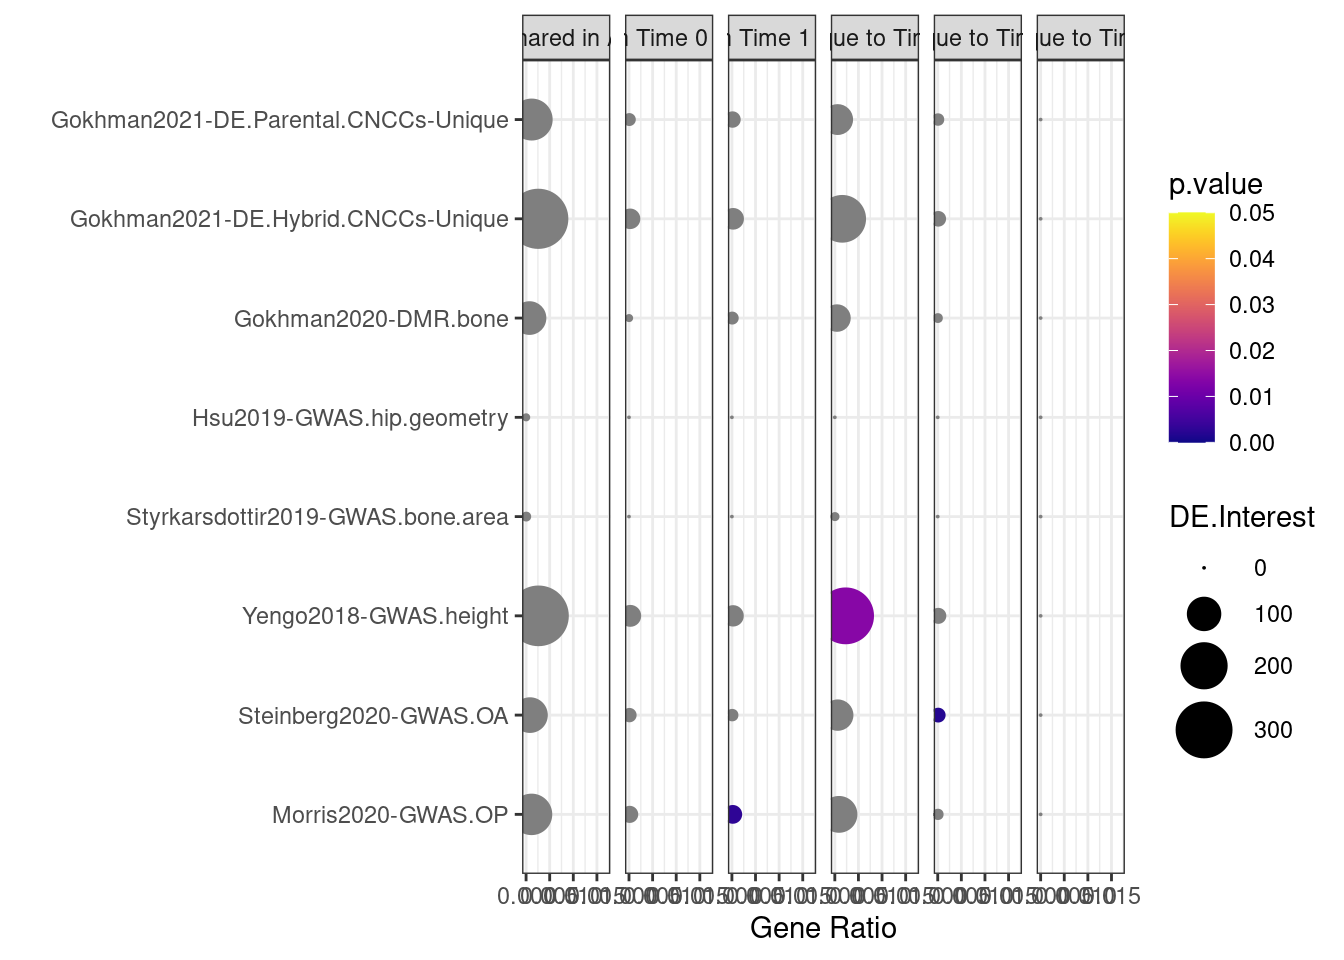 hared in
Time 0
Time 1
ue to Tir
ue to Tir
ue to Tir
Gokhman2021-DE.Parental.CNCCs-Unique
Gokhman2021-DE.Hybrid.CNCCs-Unique
Gokhman2020-DMR.bone
Hsu2019-GWAS.hip.geometry
Styrkarsdottir2019-GWAS.bone.area
Yengo2018-GWAS.height
Steinberg2020-GWAS.OA
Morris2020-GWAS.OP
Gene Ratio
p.value
0.05
0.04
0.03
0.02
0.01
0.00
DE.Interest
0
100
200
300